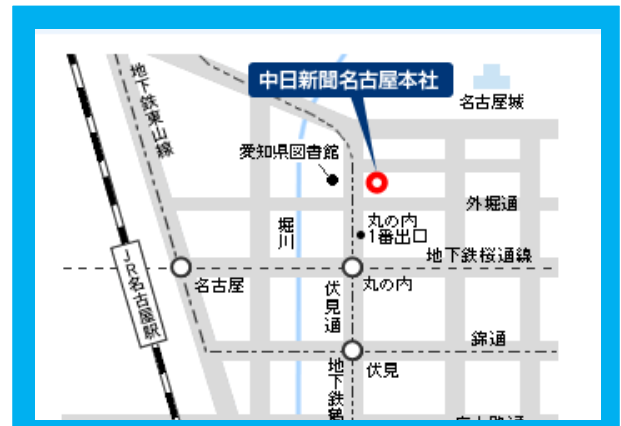 地下鉄東山線
中日新聞名古屋本社
名古屋城
愛知県図書館
外堀通
堀川
丸の内
1番出口
地下鉄桜通線
JR名古屋駅
名古屋
伏見通
丸の内
錦通
伏見
地下鉄